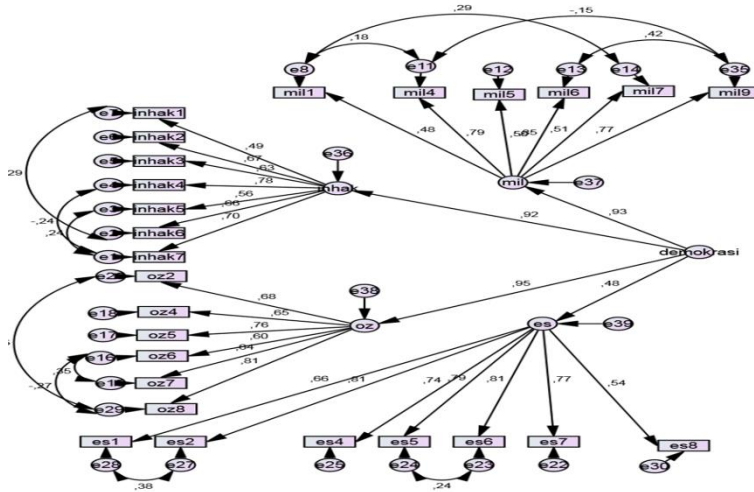 ,29
-,15
,18
,42
e8
e11
e12
e13
e14
e35
mil1
mil4
mil5
mil6
mil7
mil9
,48
,79
,51
,77
inhak1
inhak2
inhak3
inhak4
inhak5
inhak6
inhak7
,49
,67
,63
,78
,56
,70
e36
inhak
mil
e37
,92
,93
-,24
demokrasi
,95
,48
e38
oz
es
e39
oz2
e18
oz4
e17
oz5
e16
oz6
oz7
e29
oz8
,68
,65
,76
,60
,81
-,27
,66
,81
,74
,79
,81
,77
,54
es1
es2
es4
es5
es6
es7
es8
e28
e27
e25
e24
e23
e22
e30
,38
,24